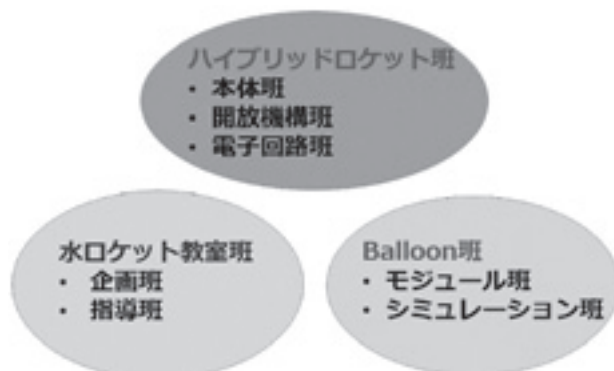 ハイブリッドロケット班
• 本体班
• 開放機構班
• 電子回路班
水ロケット教室班
• 企画班
• 指導班
Balloon班
• モジュール班
• シミュレーション班